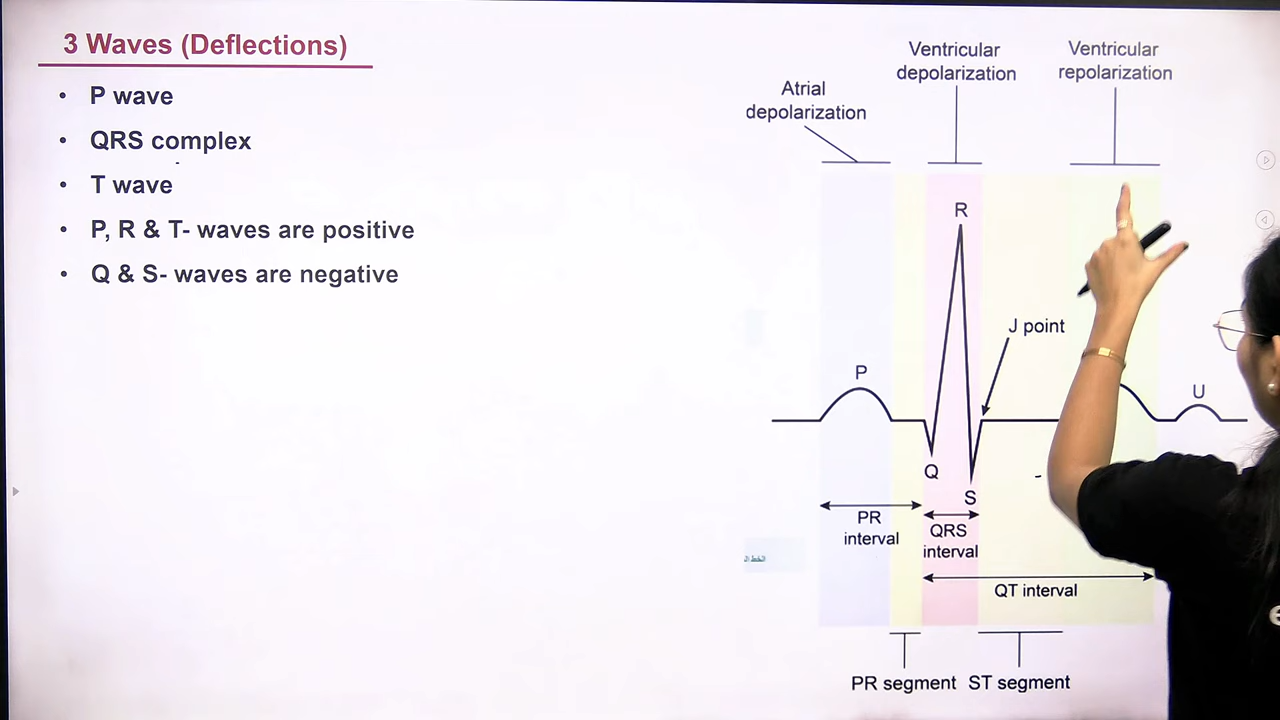 3 Waves (Deflections)
• P wave
• QRS complex
• T wave
• P, R & T- waves are positive
• Q & S- waves are negative
Ventricular
depolarization
Ventricular
repolarization
Atrial
depolarization
R
J point
P
U
Q
S
PR
interval
QRS
interval
QT interval
PR segment
ST segment